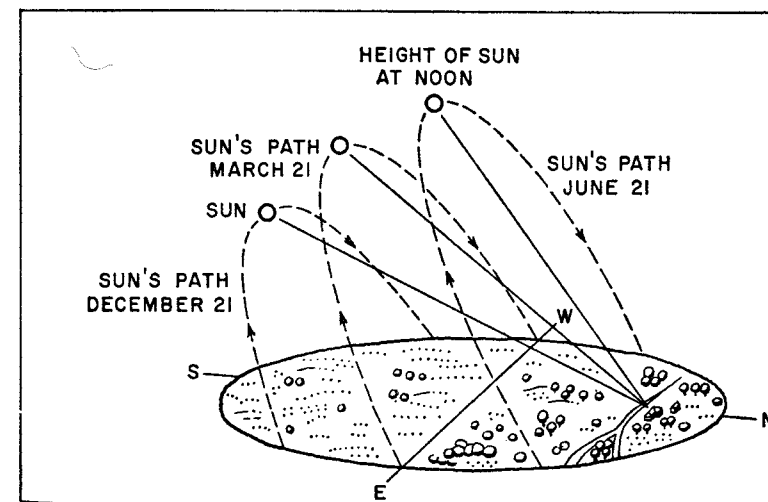 HEIGHT OF SUN
AT NOON
SUN'S PATH
MARCH 21
SUN'S PATH
JUNE 21
SUN
SUN'S PATH
DECEMBER 21
W
S
N
E